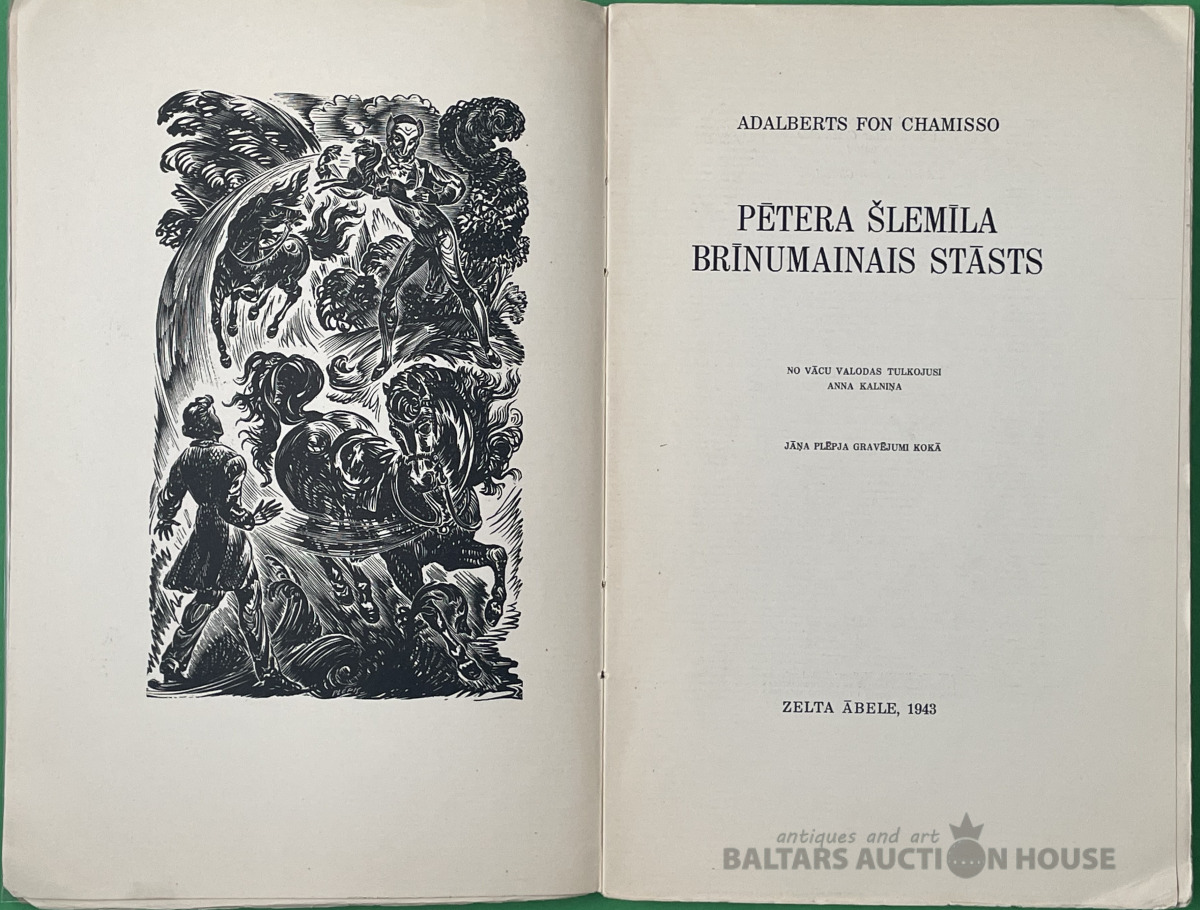 ADALBERTS FON CHAMISSO
PĒTERA ŠLEMĪLA
BRĪNUMAINAIS STĀSTS
NO VĀCU VALODAS TULKOJUSI
ANNA KALNIŅA
JĀŅA PLĒPJA GRAVĒJUMI KOKĀ
ZELTA ĀBELE, 1943
antiques and art
BALTARS AUCTION HOUSE